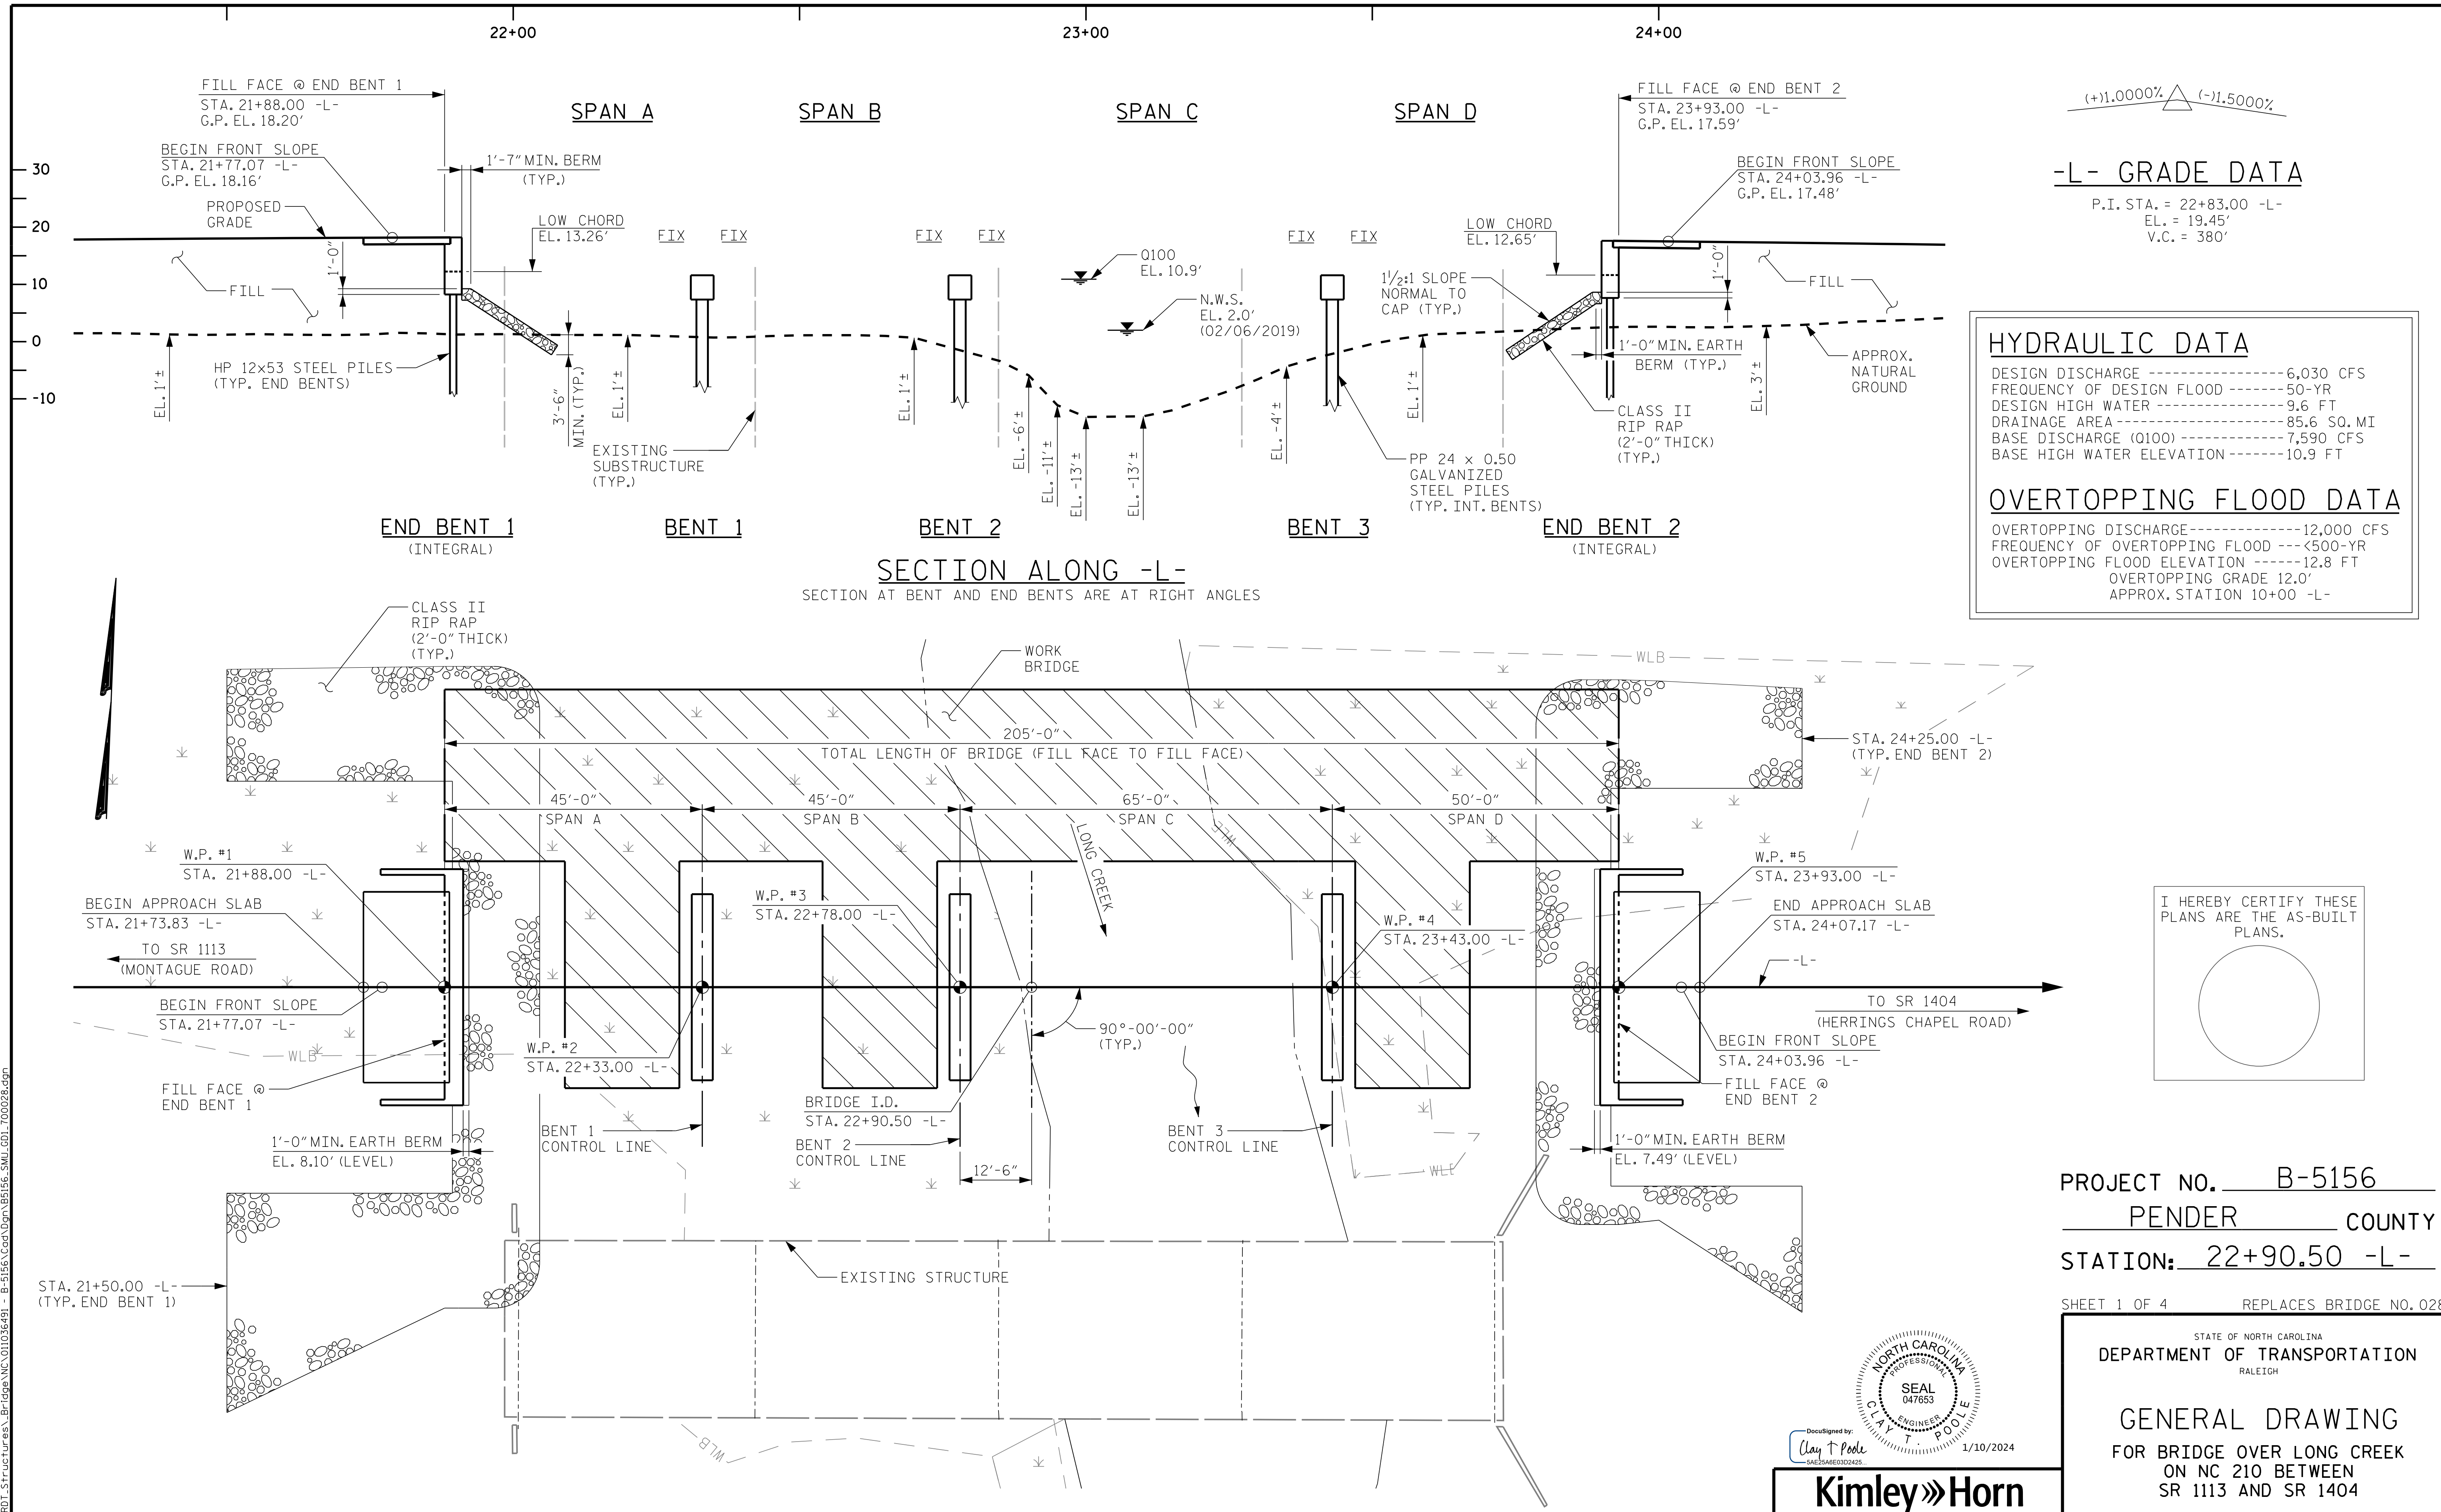 22+00
23+00
24+00
FILL FACE @ END BENT 1
STA. 21+88.00 -L-
G.P. EL. 18.20'
SPAN A
SPAN B
SPAN C
SPAN D
FILL FACE @ END BENT 2
STA. 23+93.00 -L-
G.P. EL. 17.59'
(+)1.0000%
(-)1.5000%
-L- GRADE DATA
P.I. STA. = 22+83.00 -L-
EL. = 19.45'
V.C. = 380'
BEGIN FRONT SLOPE
STA. 21+77.07 -L-
G.P. EL. 18.16'
1'-7" MIN. BERM
(TYP.)
BEGIN FRONT SLOPE
STA. 24+03.96 -L-
G.P. EL. 17.48'
30
20
10
0
-10
PROPOSED
GRADE
LOW CHORD
EL. 13.26'
FIX
FIX
FIX
FIX
FIX
FIX
LOW CHORD
EL. 12.65'
1'-0"
1'-0"
Q100
EL. 10.9'
N.W.S.
EL. 2.0'
(02/06/2019)
1 1/2:1 SLOPE
NORMAL TO
CAP (TYP.)
FILL
FILL
HP 12x53 STEEL PILES
(TYP. END BENTS)
EL. 1'±
3'-6"
MIN. (TYP.)
EL. 1'±
EXISTING
SUBSTRUCTURE
(TYP.)
EL. 1'±
EL. -6'±
EL. -11'±
EL. -13'±
EL. -13'±
EL. -4'±
EL. 1'±
EL. 3'±
PP 24 x 0.50
GALVANIZED
STEEL PILES
(TYP. INT. BENTS)
1'-0" MIN. EARTH
BERM (TYP.)
CLASS II
RIP RAP
(2'-0" THICK)
(TYP.)
APPROX.
NATURAL
GROUND
HYDRAULIC DATA
DESIGN DISCHARGE ---------------- 6,030 CFS
FREQUENCY OF DESIGN FLOOD ------- 50-YR
DESIGN HIGH WATER --------------- 9.6 FT
DRAINAGE AREA ------------------- 85.6 SQ. MI
BASE DISCHARGE (Q100) ----------- 7,590 CFS
BASE HIGH WATER ELEVATION ------- 10.9 FT
OVERTOPPING FLOOD DATA
OVERTOPPING DISCHARGE ------------- 12,000 CFS
FREQUENCY OF OVERTOPPING FLOOD --- <500-YR
OVERTOPPING FLOOD ELEVATION ------ 12.8 FT
OVERTOPPING GRADE 12.0'
APPROX. STATION 10+00 -L-
END BENT 1
(INTEGRAL)
BENT 1
BENT 2
BENT 3
END BENT 2
(INTEGRAL)
SECTION ALONG -L-
SECTION AT BENT AND END BENTS ARE AT RIGHT ANGLES
CLASS II
RIP RAP
(2'-0" THICK)
(TYP.)
WORK
BRIDGE
WLB
205'-0"
TOTAL LENGTH OF BRIDGE (FILL FACE TO FILL FACE)
STA. 24+25.00 -L-
(TYP. END BENT 2)
45'-0"
SPAN A
45'-0"
SPAN B
65'-0"
SPAN C
50'-0"
SPAN D
LONG CREEK
W.P. #1
STA. 21+88.00 -L-
W.P. #3
STA. 22+78.00 -L-
W.P. #4
STA. 23+43.00 -L-
W.P. #5
STA. 23+93.00 -L-
BEGIN APPROACH SLAB
STA. 21+73.83 -L-
END APPROACH SLAB
STA. 24+07.17 -L-
TO SR 1113
(MONTAGUE ROAD)
-L-
BEGIN FRONT SLOPE
STA. 21+77.07 -L-
TO SR 1404
(HERRINGS CHAPEL ROAD)
WLB
W.P. #2
STA. 22+33.00 -L-
90°-00'-00"
(TYP.)
BEGIN FRONT SLOPE
STA. 24+03.96 -L-
FILL FACE @
END BENT 1
BRIDGE I.D.
STA. 22+90.50 -L-
FILL FACE @
END BENT 2
BENT 1
CONTROL LINE
BENT 2
CONTROL LINE
BENT 3
CONTROL LINE
1'-0" MIN. EARTH BERM
EL. 8.10' (LEVEL)
1'-0" MIN. EARTH BERM
EL. 7.49' (LEVEL)
12'-6"
STA. 21+50.00 -L-
(TYP. END BENT 1)
EXISTING STRUCTURE
WLB
I HEREBY CERTIFY THESE
PLANS ARE THE AS-BUILT
PLANS.
PROJECT NO. B-5156
PENDER COUNTY
STATION: 22+90.50 -L-
SHEET 1 OF 4
REPLACES BRIDGE NO. 028
STATE OF NORTH CAROLINA
DEPARTMENT OF TRANSPORTATION
RALEIGH
GENERAL DRAWING
FOR BRIDGE OVER LONG CREEK
ON NC 210 BETWEEN
SR 1113 AND SR 1404
NORTH CAROLINA
PROFESSIONAL
SEAL
047653
ENGINEER
CLAY T. POOLE
DocuSigned by:
Clay T Poole
5AE25A6E03D2425...
1/10/2024
Kimley»Horn